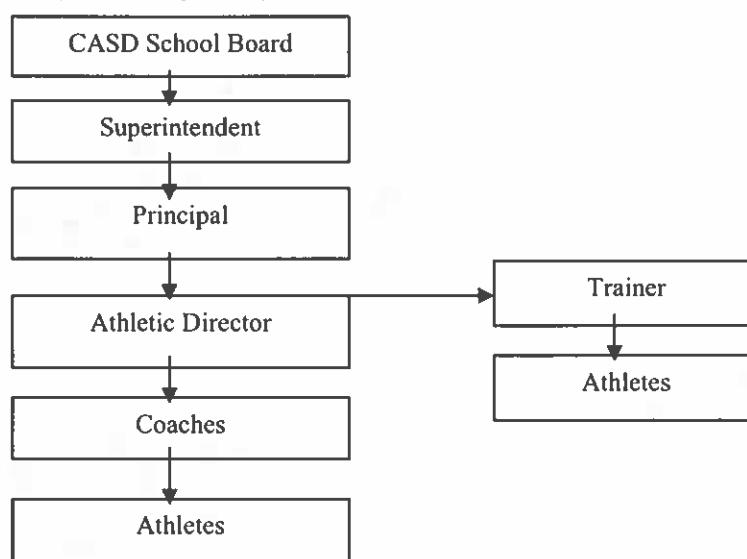 CASD School Board
Superintendent
Principal
Athletic Director
Trainer
Athletes
Coaches
Athletes